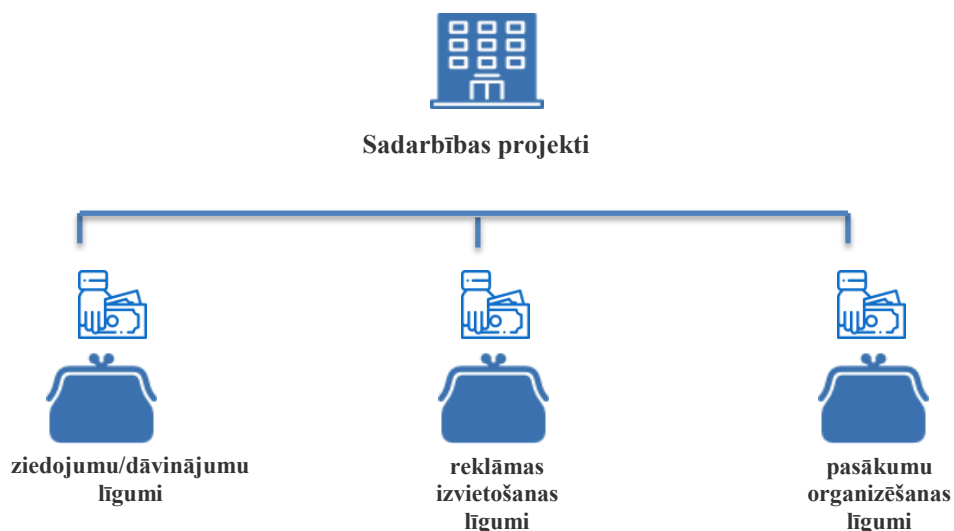 Sadarbības projekti
ziedojumu/dāvinājumu
līgumi
reklāmas
izvietošanas
līgumi
pasākumu
organizēšanas
līgumi